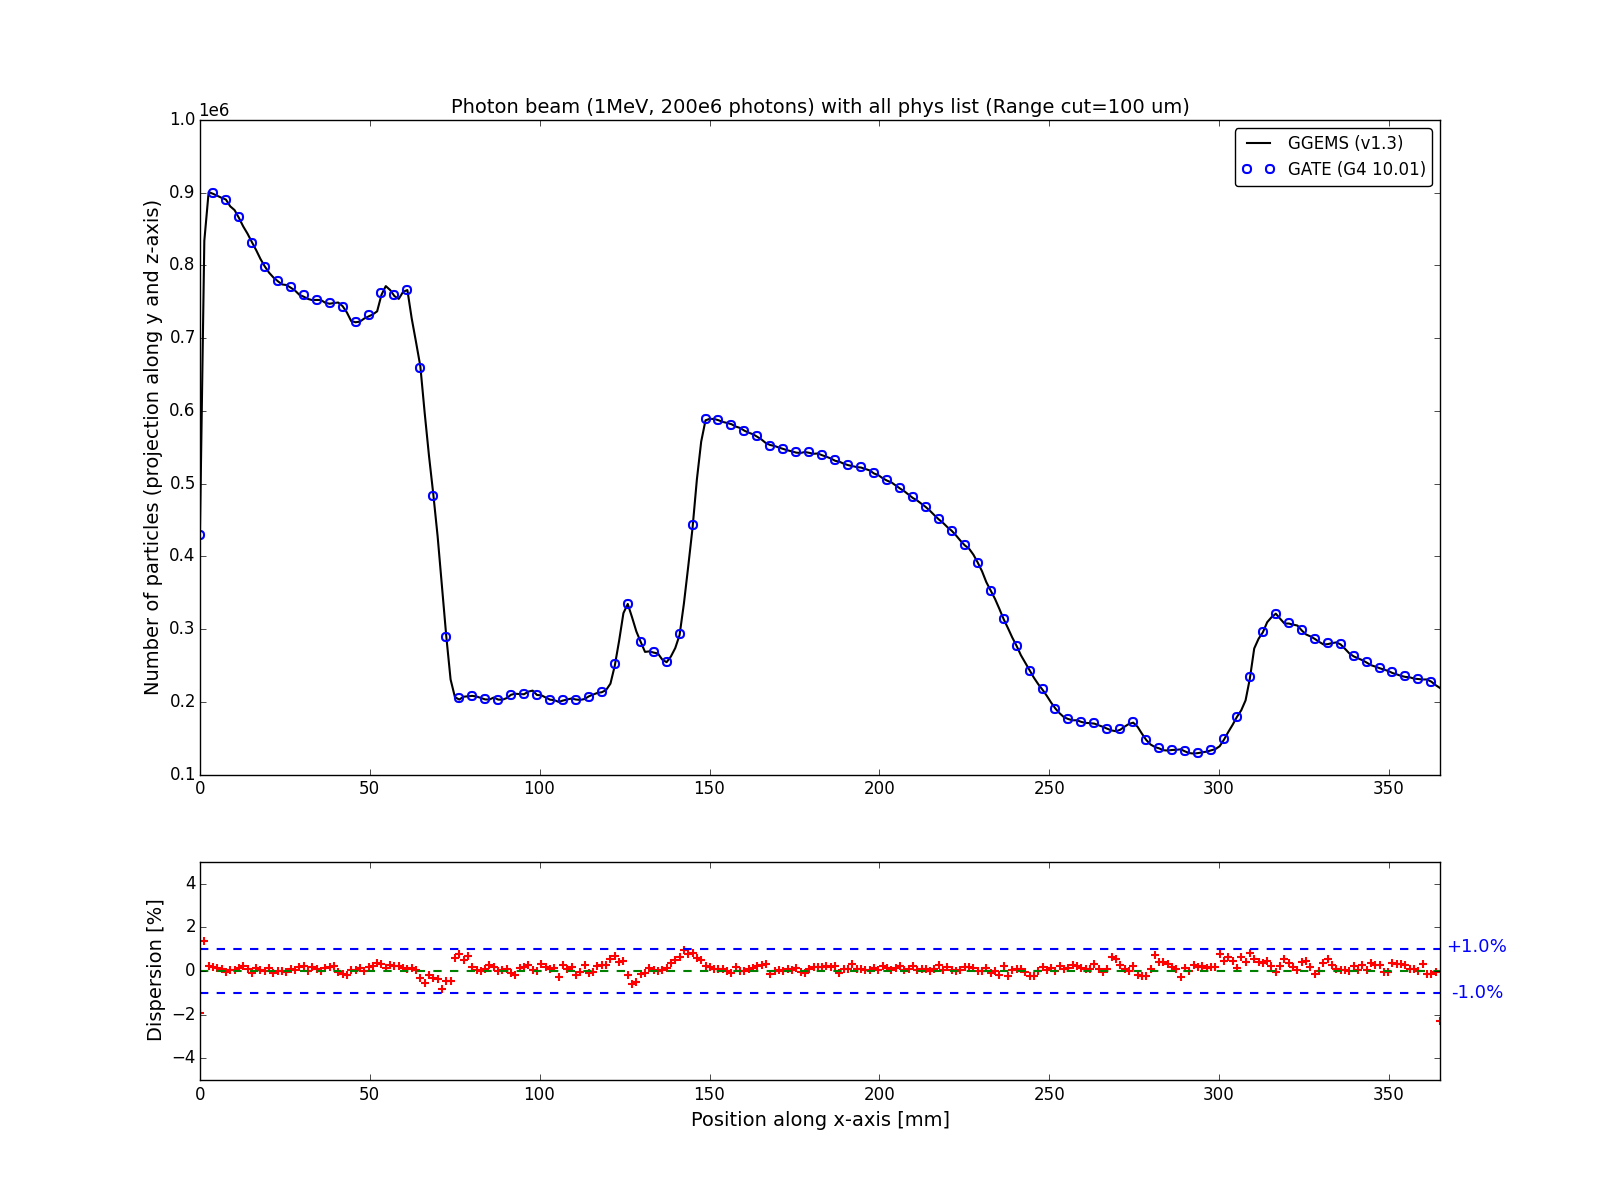 Photon beam (1MeV, 200e6 photons) with all phys list (Range cut=100 um)
1e6
1.0
0.9
0.8
0.7
0.6
0.5
0.4
0.3
0.2
0.1
Number of particles (projection along y and z-axis)
GGEMS (v1.3)
GATE (G4 10.01)
0 50 100 150 200 250 300 350
4
2
0
−2
−4
Dispersion [%]
+1.0%
-1.0%
0 50 100 150 200 250 300 350
Position along x-axis [mm]